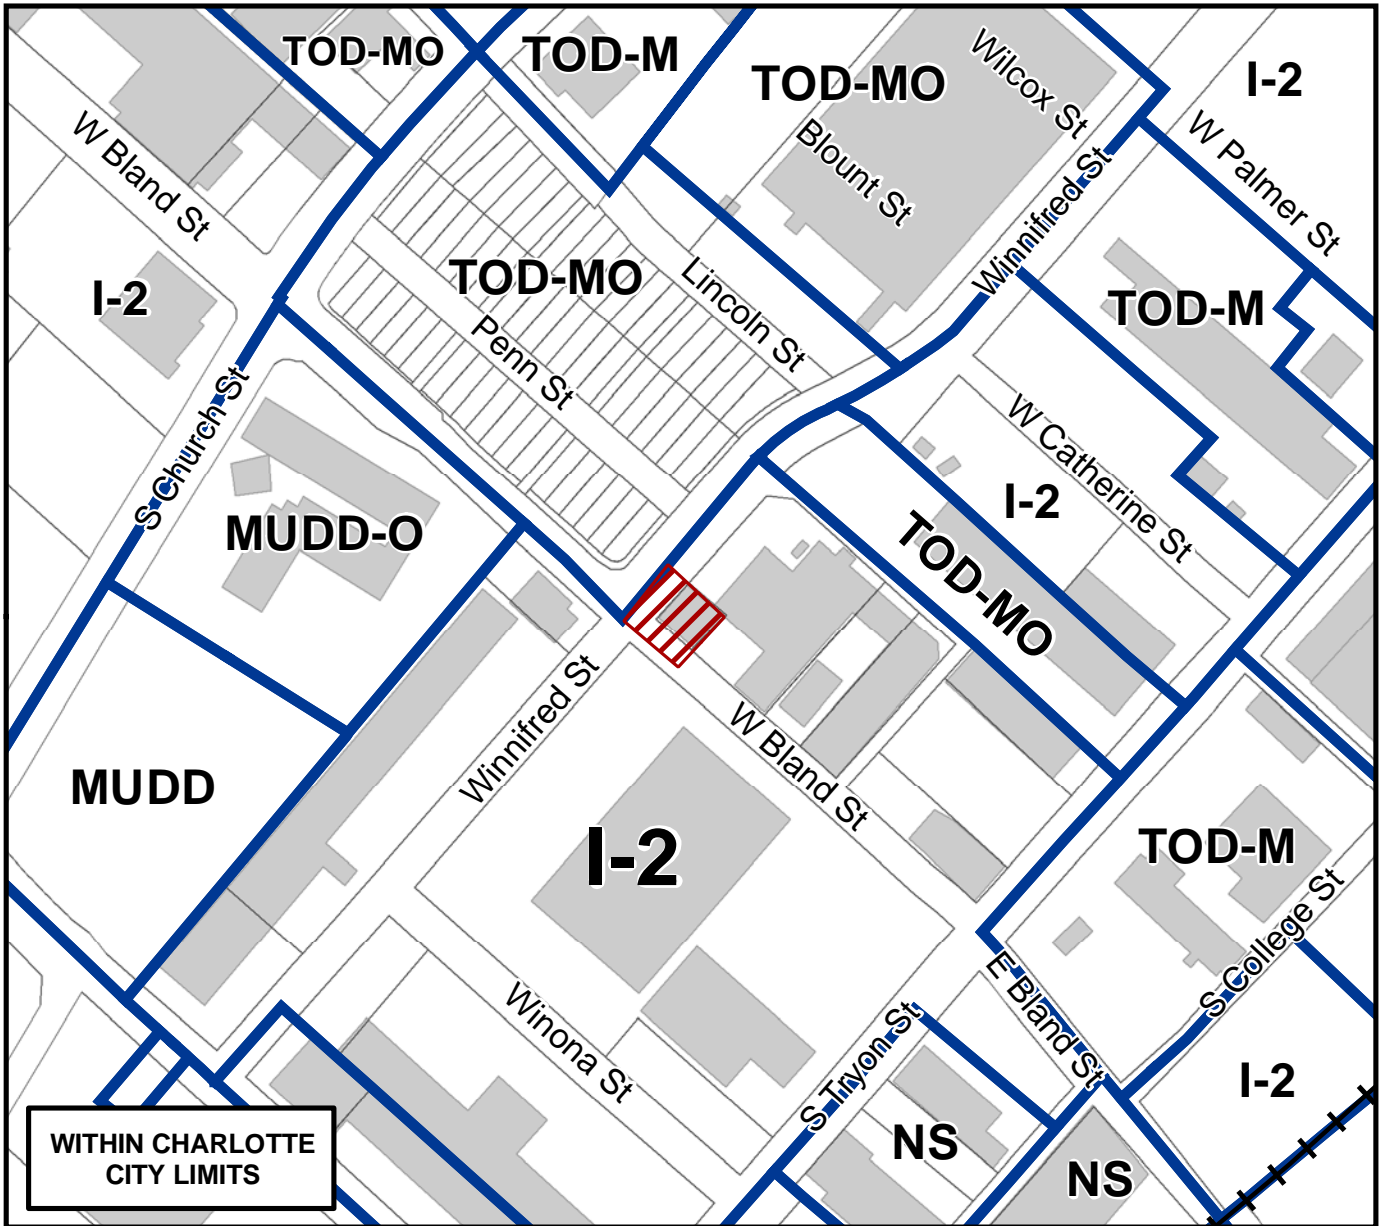 TOD-MO
TOD-M
TOD-MO
Wilcox St
I-2
W Bland St
Blount St
W Palmer St
Winnifred St
I-2
TOD-MO
Lincoln St
TOD-M
Penn St
S Church St
W Catherine St
I-2
MUDD-O
TOD-MO
Winnifred St
W Bland St
MUDD
I-2
TOD-M
S College St
E Bland St
Winona St
S Tryon St
I-2
NS
NS
WITHIN CHARLOTTE
CITY LIMITS